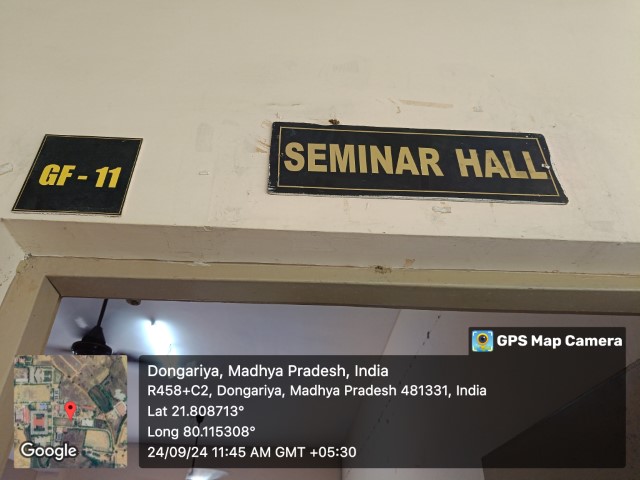 GF - 11
SEMINAR HALL
GPS Map Camera
Dongariya, Madhya Pradesh, India
R458+C2, Dongariya, Madhya Pradesh 481331, India
Lat 21.808713°
Long 80.115308°
24/09/24 11:45 AM GMT +05:30
Google